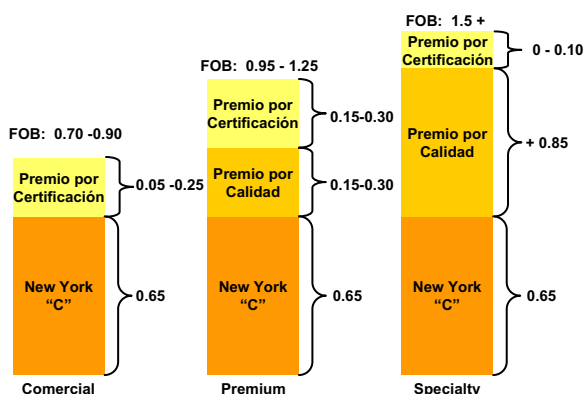 FOB: 1.5 +
Premio por
Certificación
0 - 0.10
FOB: 0.95 - 1.25
Premio por
Certificación
0.15-0.30
Premio por
Calidad
+ 0.85
FOB: 0.70 -0.90
Premio por
Certificación
0.05 -0.25
Premio por
Calidad
0.15-0.30
New York
“C”
0.65
New York
“C”
0.65
New York
“C”
0.65
Comercial
Premium
Specialty